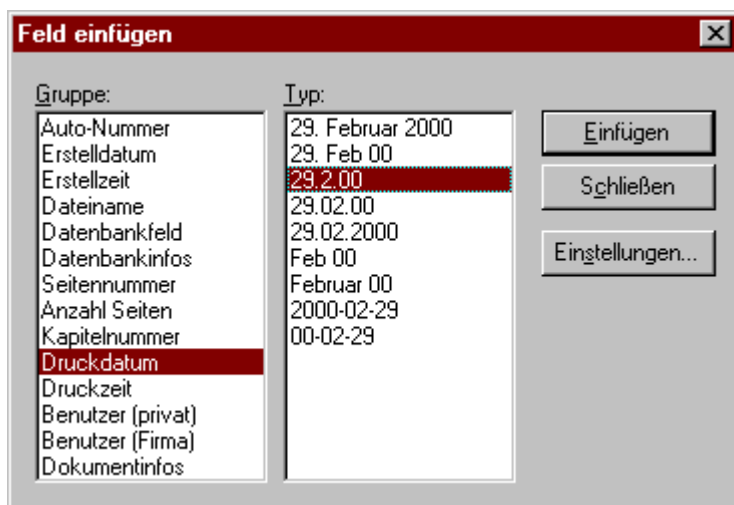 Feld einfügen
Gruppe:
Auto-Nummer
Erstelldatum
Erstellzeit
Dateiname
Datenbankfeld
Datenbankinfos
Seitennummer
Anzahl Seiten
Kapitelnummer
Druckdatum
Druckzeit
Benutzer (privat)
Benutzer (Firma)
Dokumentinfos
Typ:
29. Februar 2000
29. Feb 00
29.2.00
29.02.00
29.02.2000
Feb 00
Februar 00
2000-02-29
00-02-29
Einfügen
Schließen
Einstellungen...